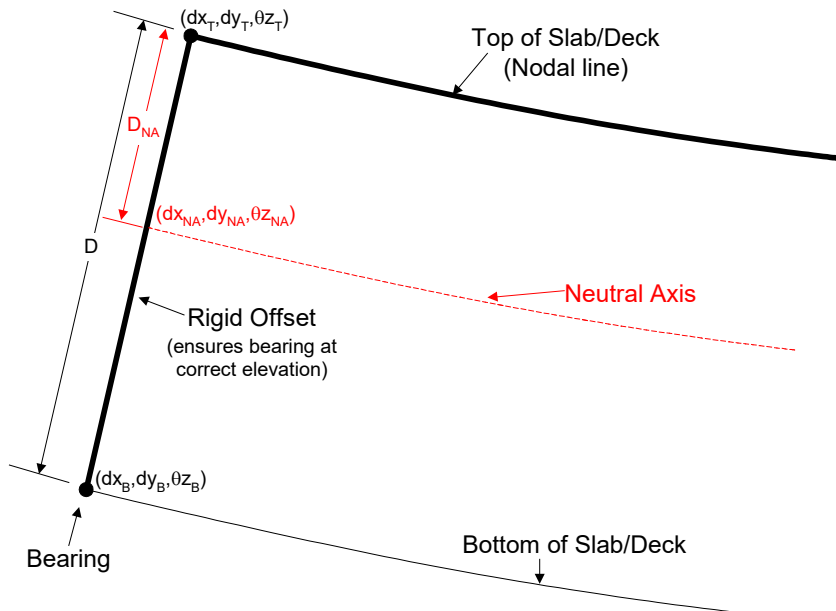 (dx_T,dy_T,θz_T)
Top of Slab/Deck
(Nodal line)
D_NA
(dx_NA,dy_NA,θz_NA)
D
Neutral Axis
Rigid Offset
(ensures bearing at
correct elevation)
(dx_B,dy_B,θz_B)
Bearing
Bottom of Slab/Deck